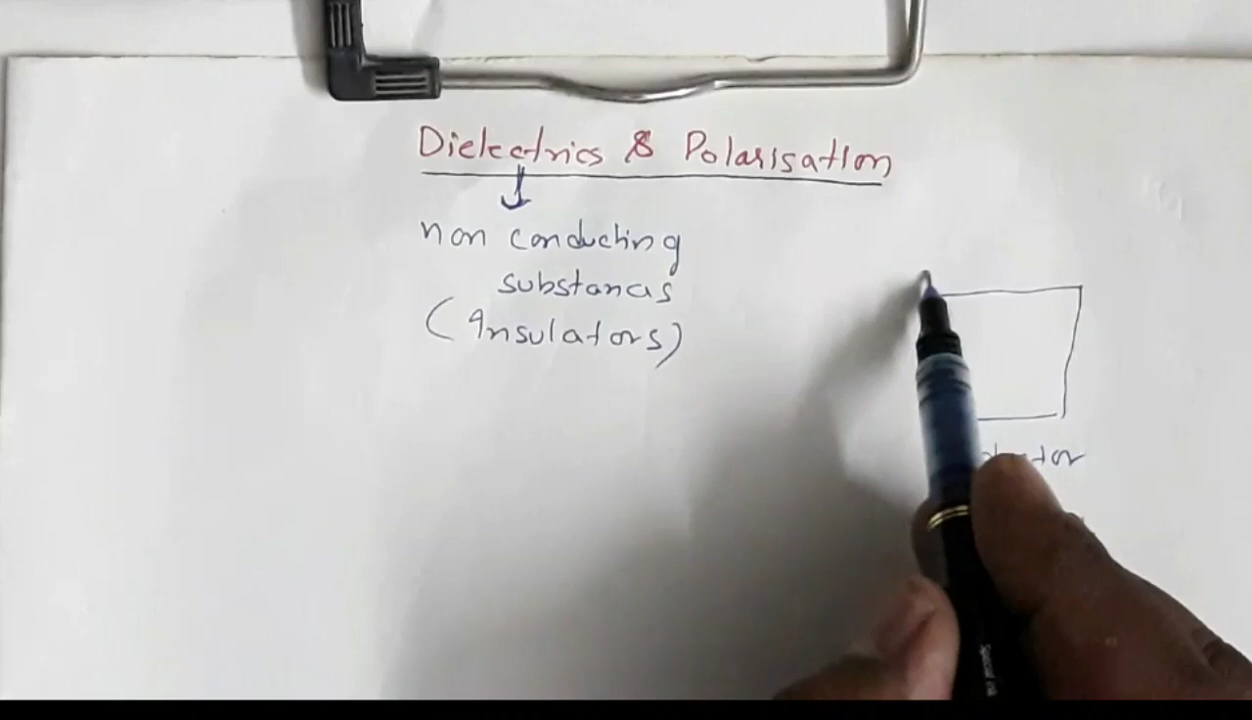 Dielectrics & Polarisation
non conducting
substances
(Insulators)